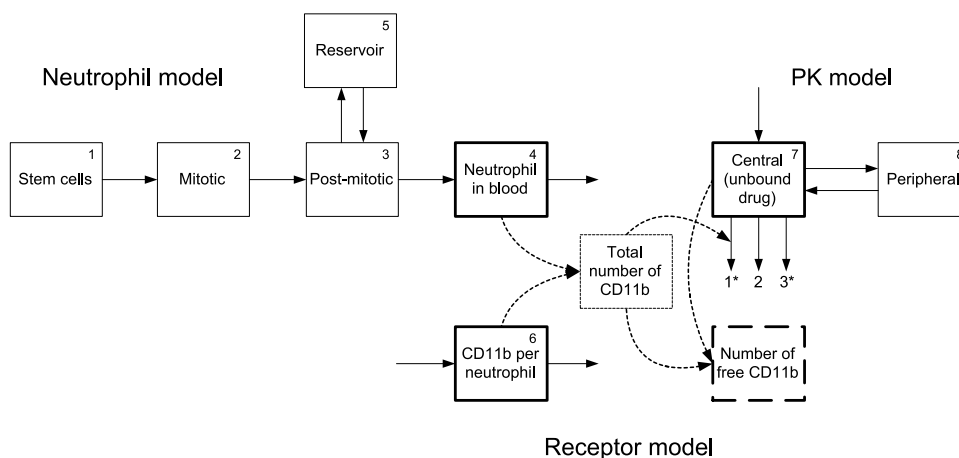 5
Reservoir
Neutrophil model
PK model
1
Stem cells
2
Mitotic
3
Post-mitotic
4
Neutrophil
in blood
7
Central
(unbound
drug)
8
Peripheral
Total
number of
CD11b
1*
2
3*
6
CD11b per
neutrophil
Number of
free CD11b
Receptor model